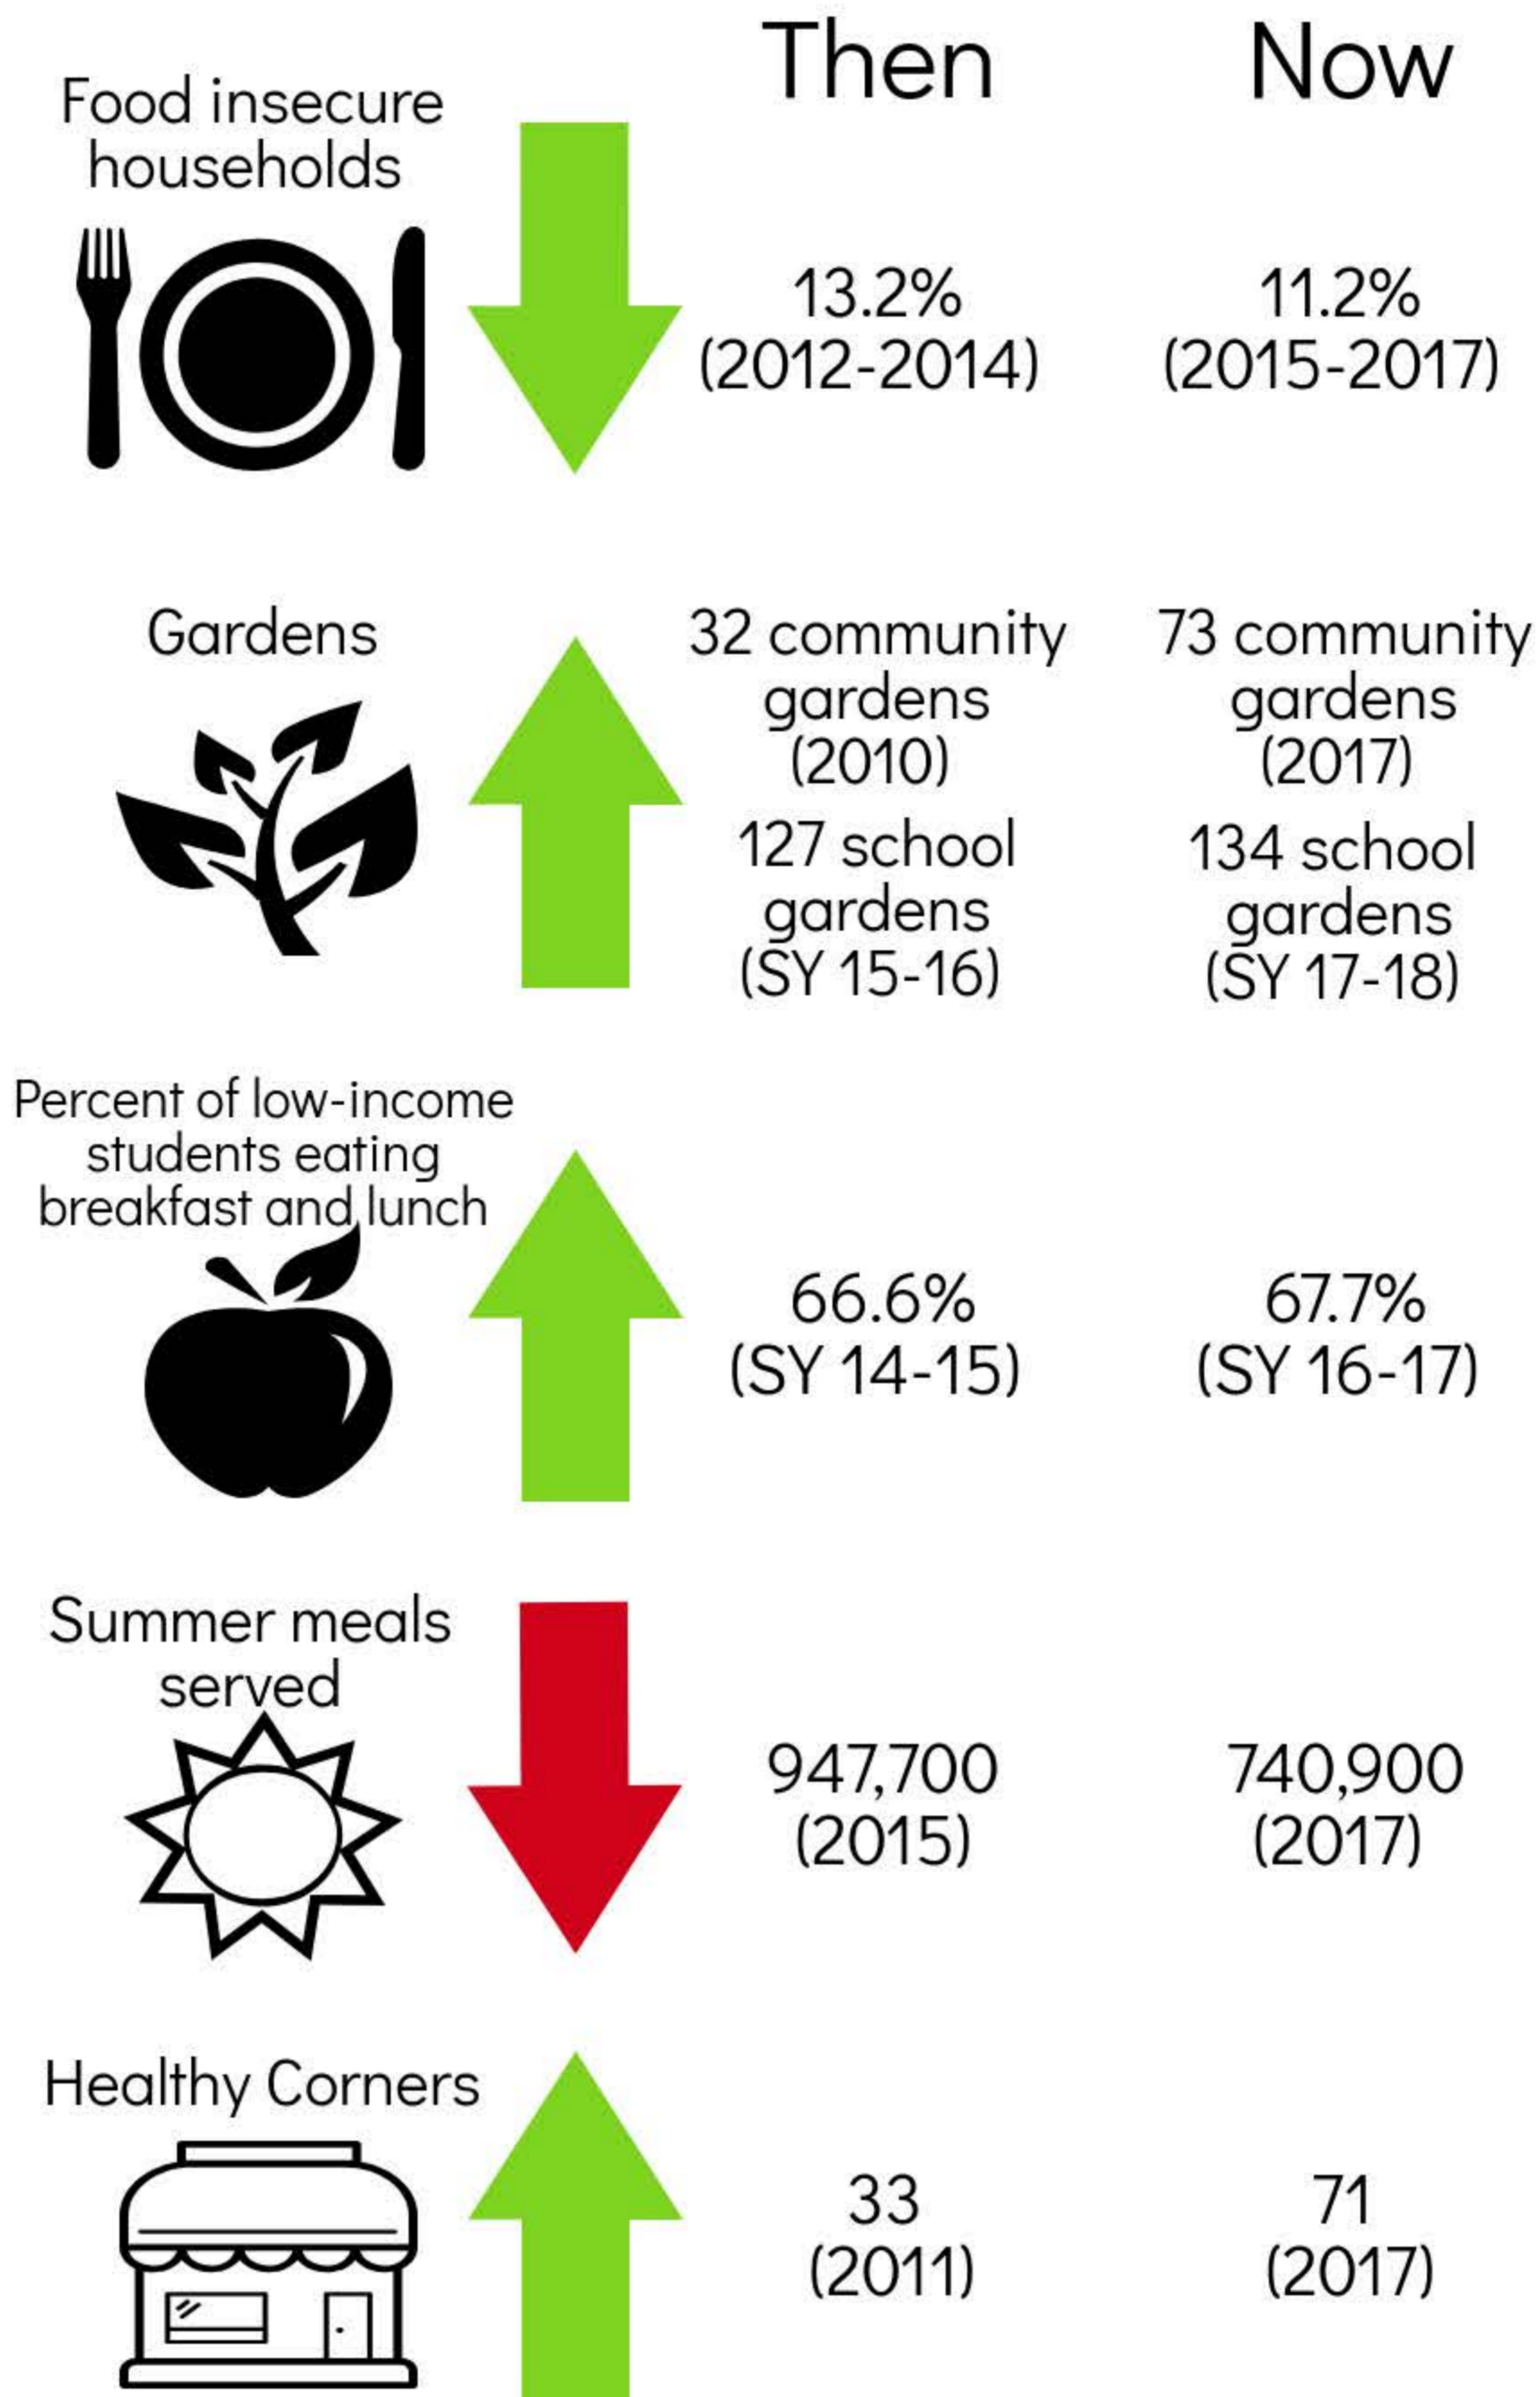 Then
Now
Food insecure
households
13.2%
(2012-2014)
11.2%
(2015-2017)
Gardens
32 community
gardens
(2010)
127 school
gardens
(SY 15-16)
73 community
gardens
(2017)
134 school
gardens
(SY 17-18)
Percent of low-income
students eating
breakfast and lunch
66.6%
(SY 14-15)
67.7%
(SY 16-17)
Summer meals
served
947,700
(2015)
740,900
(2017)
Healthy Corners
33
(2011)
71
(2017)